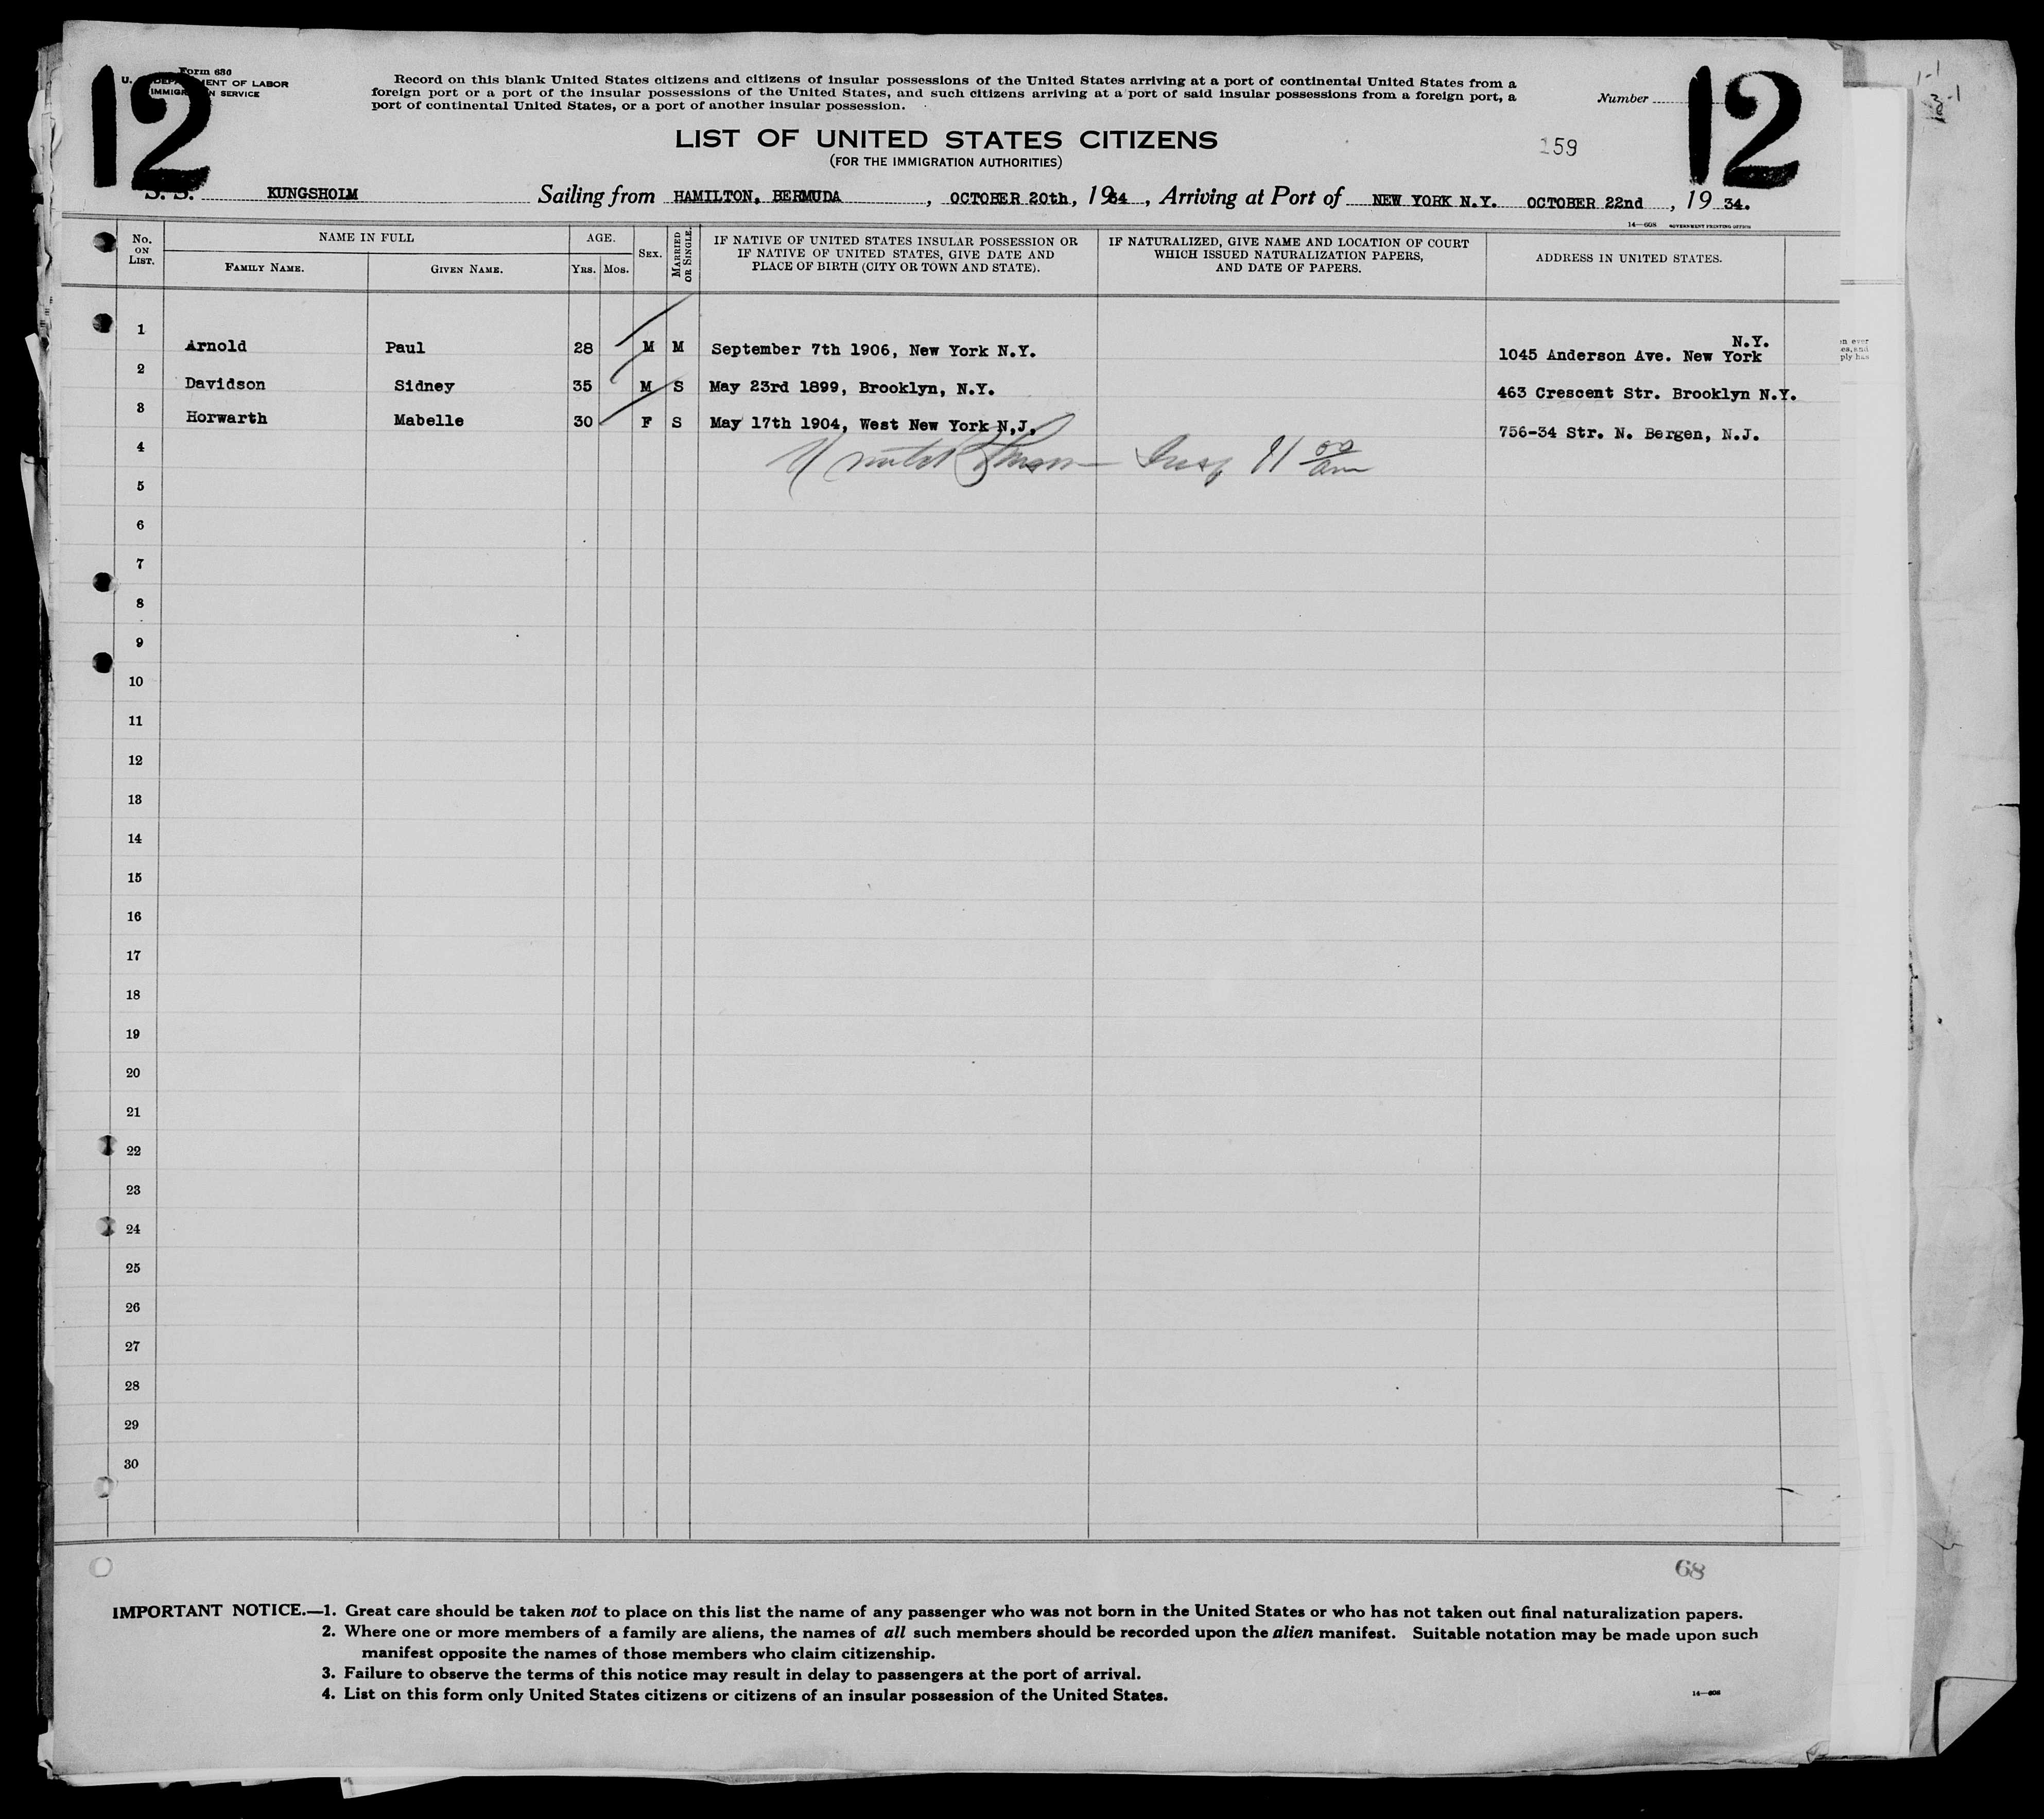 12
Form 630
U. S. DEPARTMENT OF LABOR
IMMIGRATION SERVICE
Record on this blank United States citizens and citizens of insular possessions of the United States arriving at a port of continental United States from a
foreign port or a port of the insular possessions of the United States, and such citizens arriving at a port of said insular possessions from a foreign port, a
port of continental United States, or a port of another insular possession.
Number
12
LIST OF UNITED STATES CITIZENS
(FOR THE IMMIGRATION AUTHORITIES)
159
S. S. KUNGSHOLM Sailing from HAMILTON, BERMUDA, OCTOBER 20th, 1934, Arriving at Port of NEW YORK N.Y. OCTOBER 22nd, 1934.
14—608 GOVERNMENT PRINTING OFFICE
No. ON LIST.
NAME IN FULL
FAMILY NAME.
GIVEN NAME.
AGE.
YRS.
MOS.
SEX.
MARRIED OR SINGLE.
IF NATIVE OF UNITED STATES INSULAR POSSESSION OR
IF NATIVE OF UNITED STATES, GIVE DATE AND
PLACE OF BIRTH (CITY OR TOWN AND STATE).
IF NATURALIZED, GIVE NAME AND LOCATION OF COURT
WHICH ISSUED NATURALIZATION PAPERS,
AND DATE OF PAPERS.
ADDRESS IN UNITED STATES.
N.Y.
1 Arnold Paul 28 M M September 7th 1906, New York N.Y. 1045 Anderson Ave. New York
2 Davidson Sidney 35 M S May 23rd 1899, Brooklyn, N.Y. 463 Crescent Str. Brooklyn N.Y.
3 Horwarth Mabelle 30 F S May 17th 1904, West New York N.J. 756-34 Str. N. Bergen, N.J.
4
Insp 11 00 am
5
6
7
8
9
10
11
12
13
14
15
16
17
18
19
20
21
22
23
24
25
26
27
28
29
30
68
IMPORTANT NOTICE.—1. Great care should be taken not to place on this list the name of any passenger who was not born in the United States or who has not taken out final naturalization papers.
2. Where one or more members of a family are aliens, the names of all such members should be recorded upon the alien manifest. Suitable notation may be made upon such
manifest opposite the names of those members who claim citizenship.
3. Failure to observe the terms of this notice may result in delay to passengers at the port of arrival.
4. List on this form only United States citizens or citizens of an insular possession of the United States.
14—608